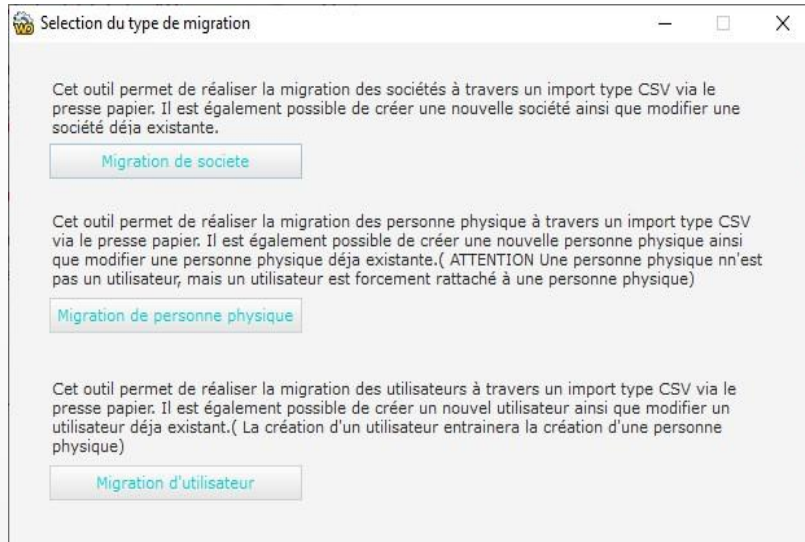 Selection du type de migration
Cet outil permet de réaliser la migration des sociétés à travers un import type CSV via le
presse papier. Il est également possible de créer une nouvelle société ainsi que modifier une
société déja existante.
Migration de societe
Cet outil permet de réaliser la migration des personne physique à travers un import type CSV
via le presse papier. Il est également possible de créer une nouvelle personne physique ainsi
que modifier une personne physique déja existante.( ATTENTION Une personne physique nn'est
pas un utilisateur, mais un utilisateur est forcement rattaché à une personne physique)
Migration de personne physique
Cet outil permet de réaliser la migration des utilisateurs à travers un import type CSV via le
presse papier. Il est également possible de créer un nouvel utilisateur ainsi que modifier un
utilisateur déja existant.( La création d'un utilisateur entrainera la création d'une personne
physique)
Migration d'utilisateur